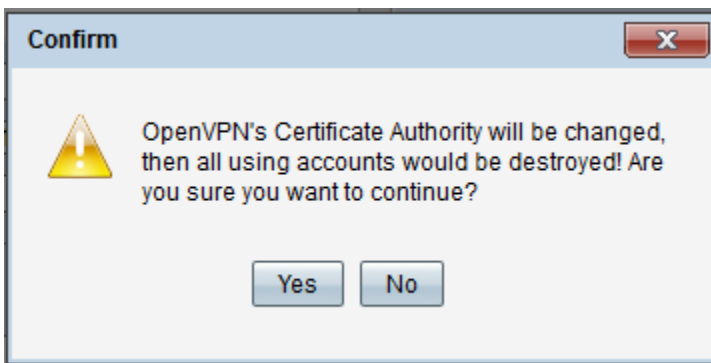 Confirm
OpenVPN's Certificate Authority will be changed,
then all using accounts would be destroyed! Are
you sure you want to continue?
Yes No